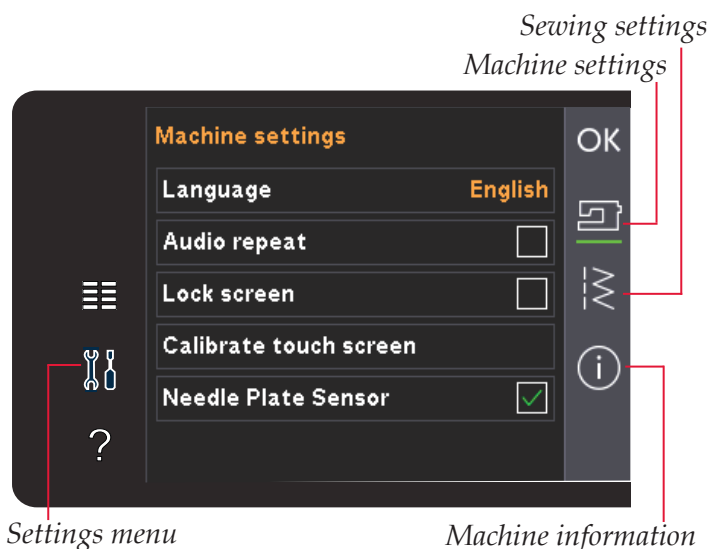 Sewing settings
Machine settings
Machine settings
OK
Language English
Audio repeat
Lock screen
Calibrate touch screen
Needle Plate Sensor
?
i
Settings menu
Machine information